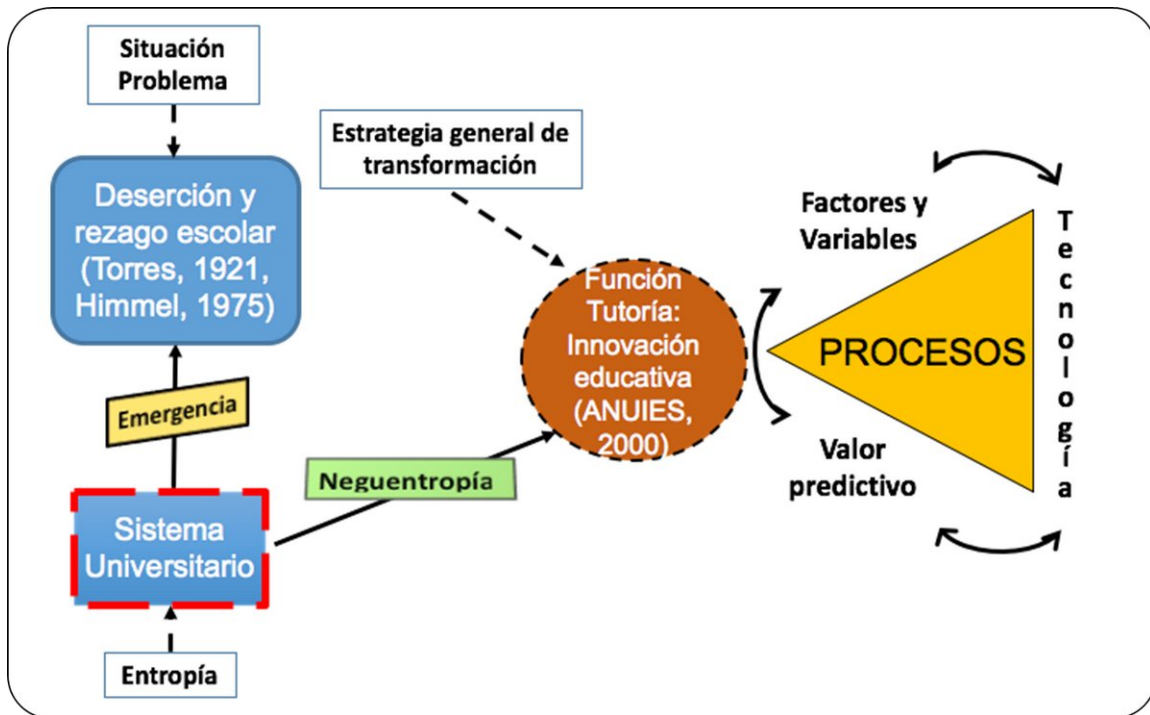 Situación
Problema
Deserción y
rezago escolar
(Torres, 1921,
Himmel, 1975)
Emergencia
Sistema
Universitario
Entropía
Estrategia general de
transformación
Neguentropía
Función
Tutoría:
Innovación
educativa
(ANUIES,
2000)
Factores y
Variables
PROCESOS
Valor
predictivo
Tecnología